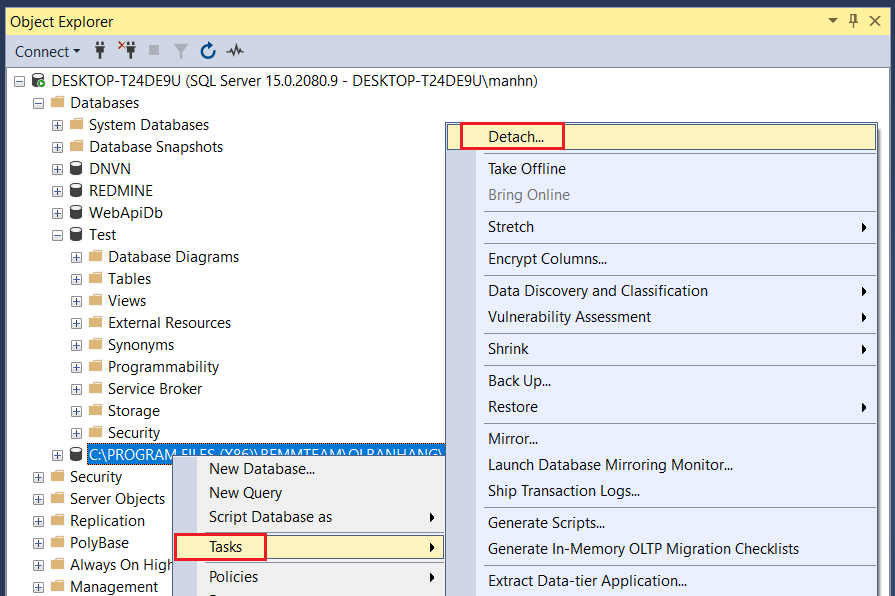 Object Explorer
Connect
DESKTOP-T24DE9U (SQL Server 15.0.2080.9 - DESKTOP-T24DE9U\manhn)
Databases
System Databases
Database Snapshots
DNVN
REDMINE
WebApiDb
Test
Database Diagrams
Tables
Views
External Resources
Synonyms
Programmability
Service Broker
Storage
Security
C:\PROGRAM FILES (X86)\
Security
Server Objects
Replication
PolyBase
Always On High
Management
New Database...
New Query
Script Database as
Tasks
Policies
Detach...
Take Offline
Bring Online
Stretch
Encrypt Columns...
Data Discovery and Classification
Vulnerability Assessment
Shrink
Back Up...
Restore
Mirror...
Launch Database Mirroring Monitor...
Ship Transaction Logs...
Generate Scripts...
Generate In-Memory OLTP Migration Checklists
Extract Data-tier Application...